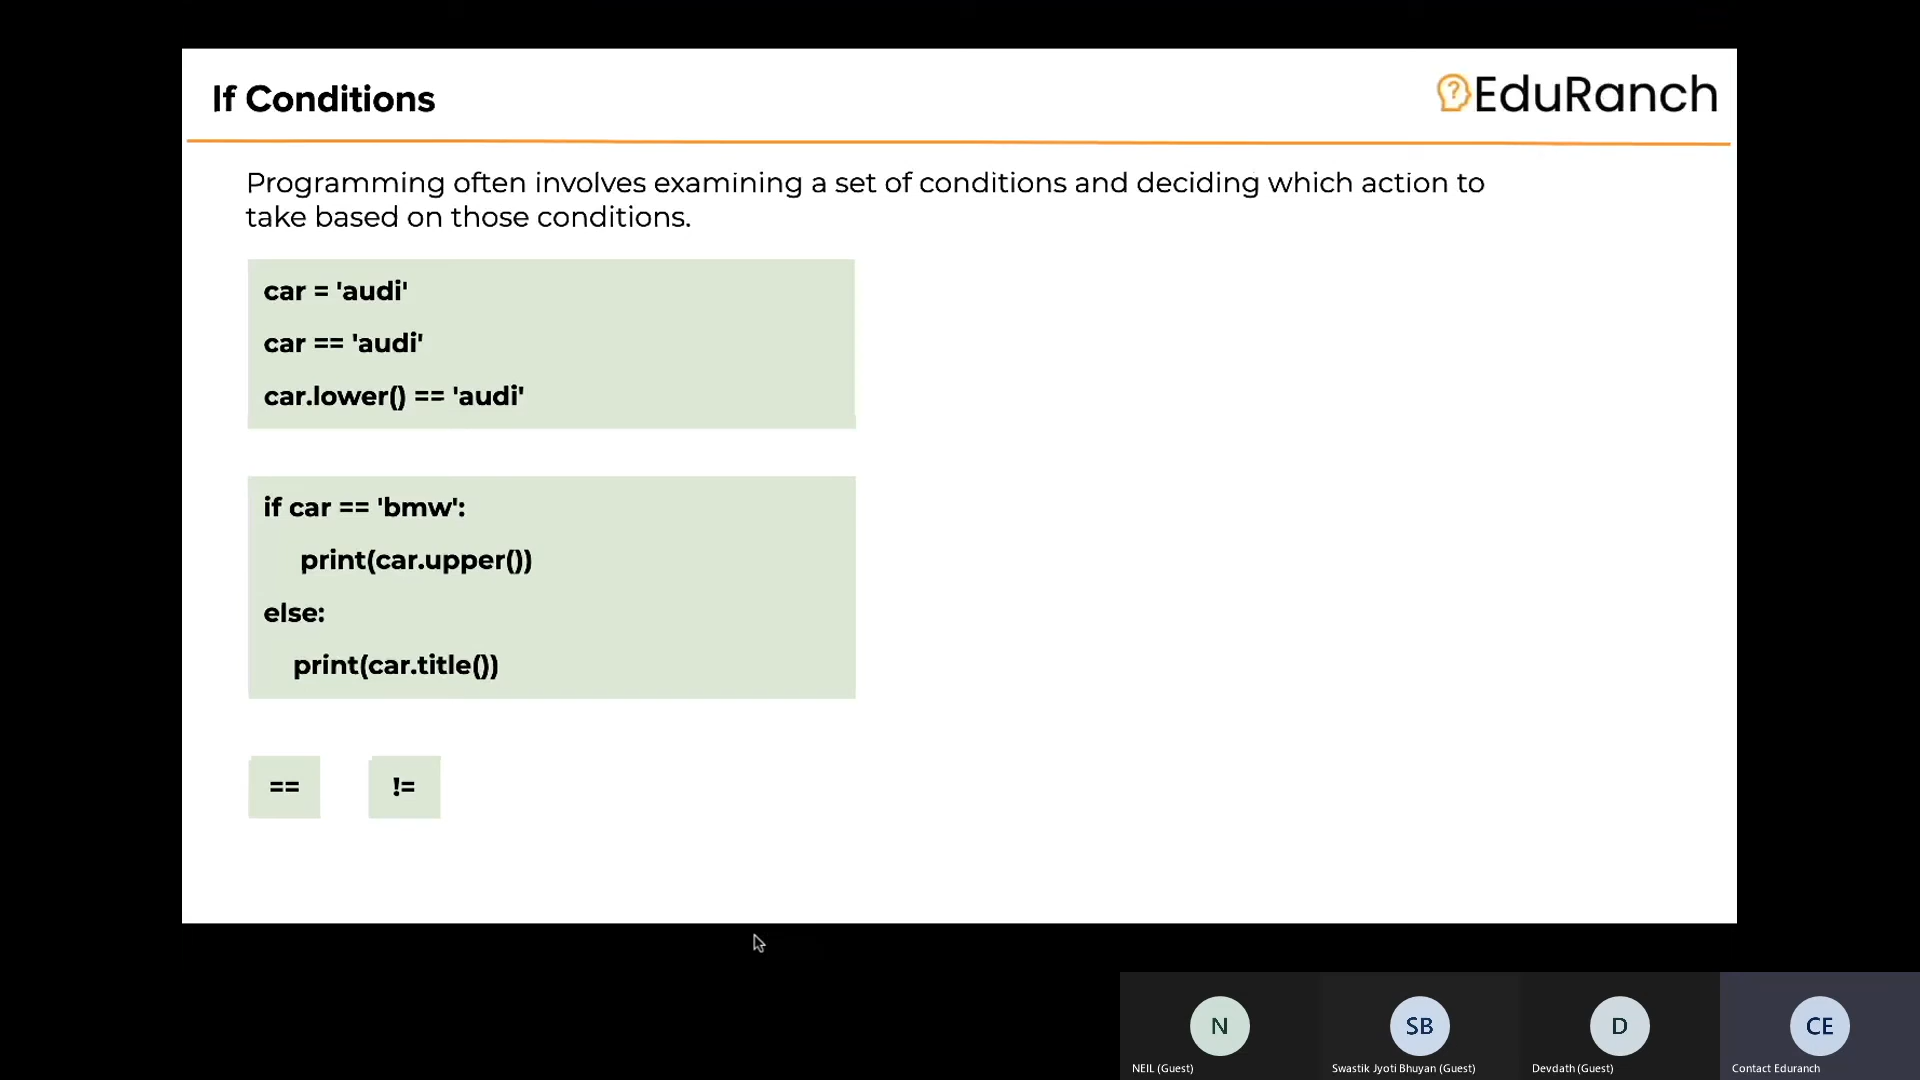 If Conditions
EduRanch
Programming often involves examining a set of conditions and deciding which action to
take based on those conditions.
car = 'audi'
car == 'audi'
car.lower() == 'audi'
if car == 'bmw':
print(car.upper())
else:
print(car.title())
==
!=
N
SB
D
CE
NEIL (Guest)
Swastik Jyoti Bhuyan (Guest)
Devdath (Guest)
Contact Eduranch